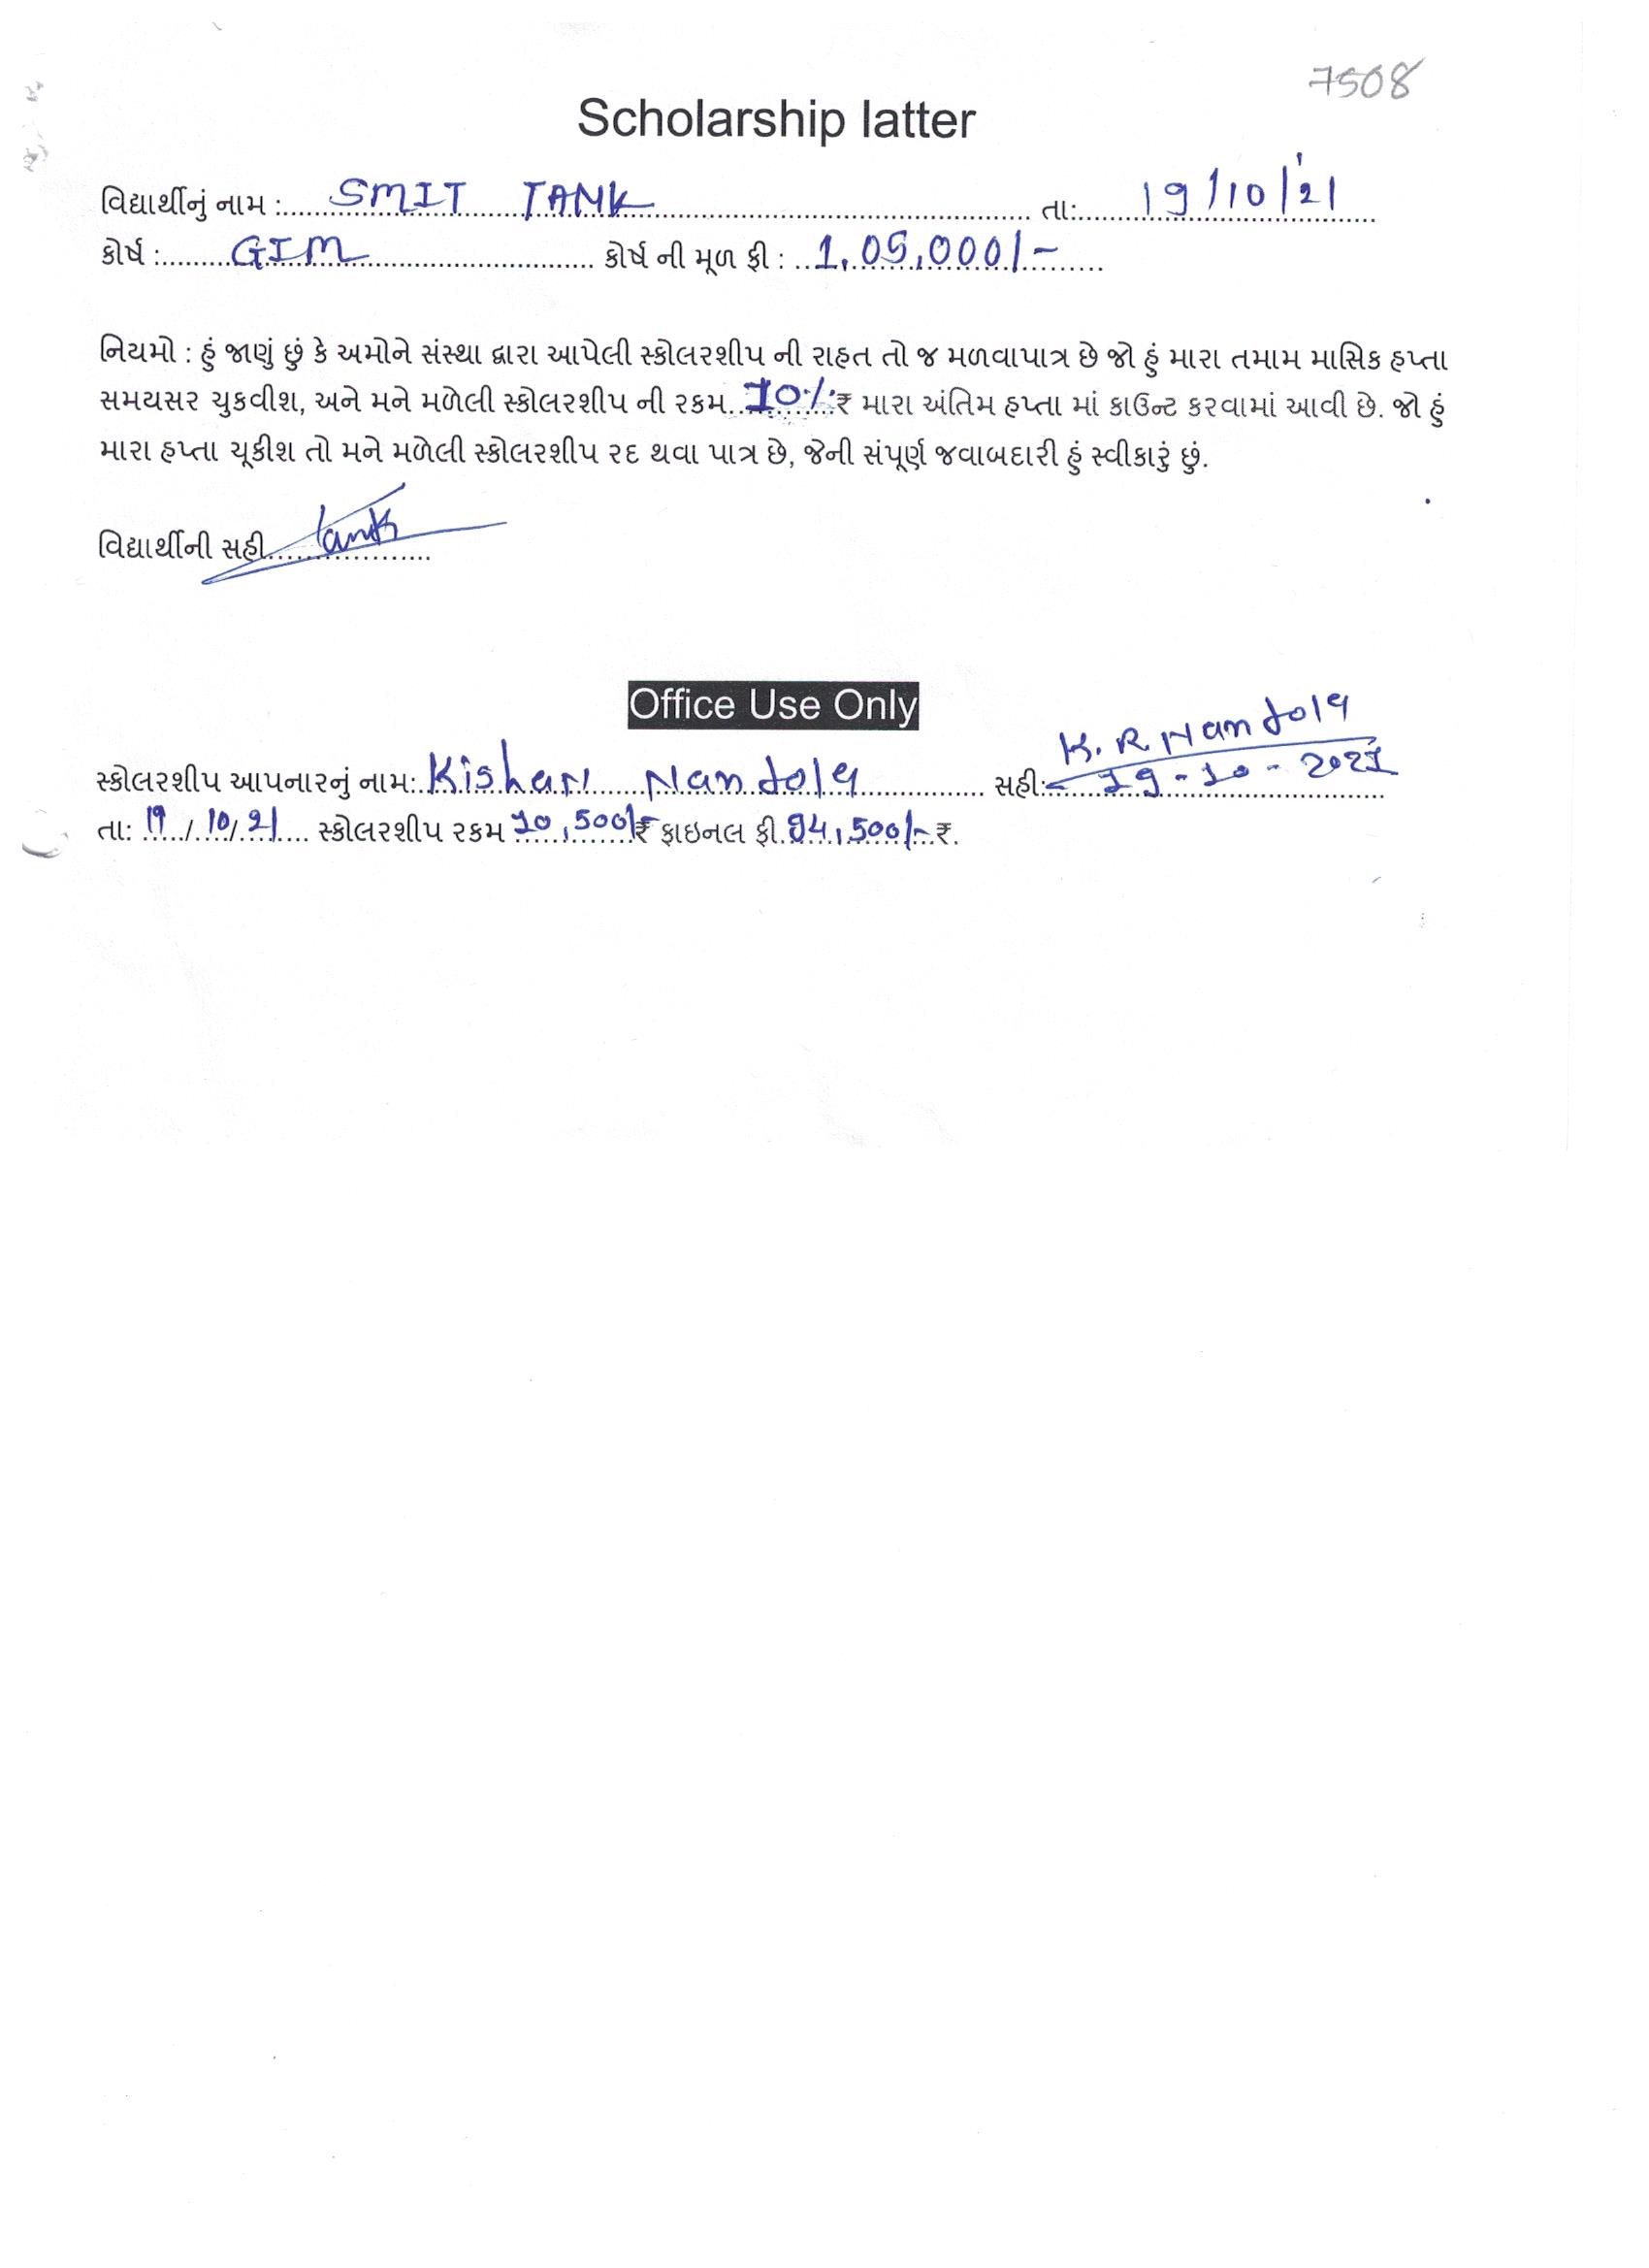 7508
Scholarship latter
વિદ્યાર્થીનું નામ : SMIT TANK તા: 19/10/21
કોર્ષ : GIM કોર્ષ ની મૂળ ફી : 1,05,000/-
નિયમો : હું જાણું છું કે અમોને સંસ્થા દ્વારા આપેલી સ્કોલરશીપ ની રાહત તો જ મળવાપાત્ર છે જો હું મારા તમામ માસિક હપ્તા
સમયસર ચુકવીશ, અને મને મળેલી સ્કોલરશીપ ની રકમ 10% ₹ મારા અંતિમ હપ્તા માં કાઉન્ટ કરવામાં આવી છે. જો હું
મારા હપ્તા ચૂકીશ તો મને મળેલી સ્કોલરશીપ રદ થવા પાત્ર છે, જેની સંપૂર્ણ જવાબદારી હું સ્વીકારું છું.
વિદ્યાર્થીની સહી Tank
Office Use Only
સ્કોલરશીપ આપનારનું નામ: Nandola સહી: K. R Nandola
19-10-2021
તા: 19/10/21 સ્કોલરશીપ રકમ 10,500/- ₹ ફાઇનલ ફી 94,500/- ₹.